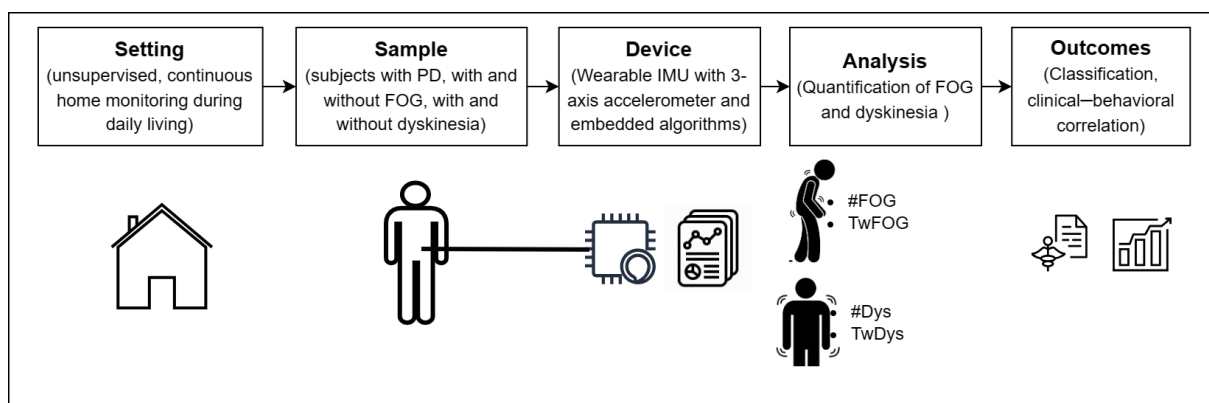 Setting
(unsupervised, continuous
home monitoring during
daily living)
Sample
(subjects with PD, with and
without FOG, with and
without dyskinesia)
Device
(Wearable IMU with 3-
axis accelerometer and
embedded algorithms)
Analysis
(Quantification of FOG
and dyskinesia )
Outcomes
(Classification,
clinical–behavioral
correlation)
• #FOG
• TwFOG
• #Dys
• TwDys